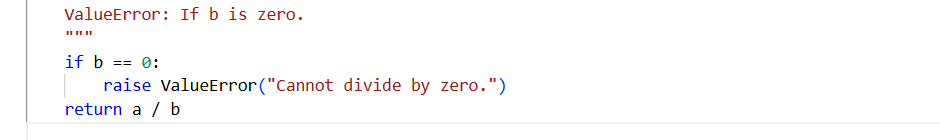 ValueError: If b is zero.
"""
if b == 0:
raise ValueError("Cannot divide by zero.")
return a / b